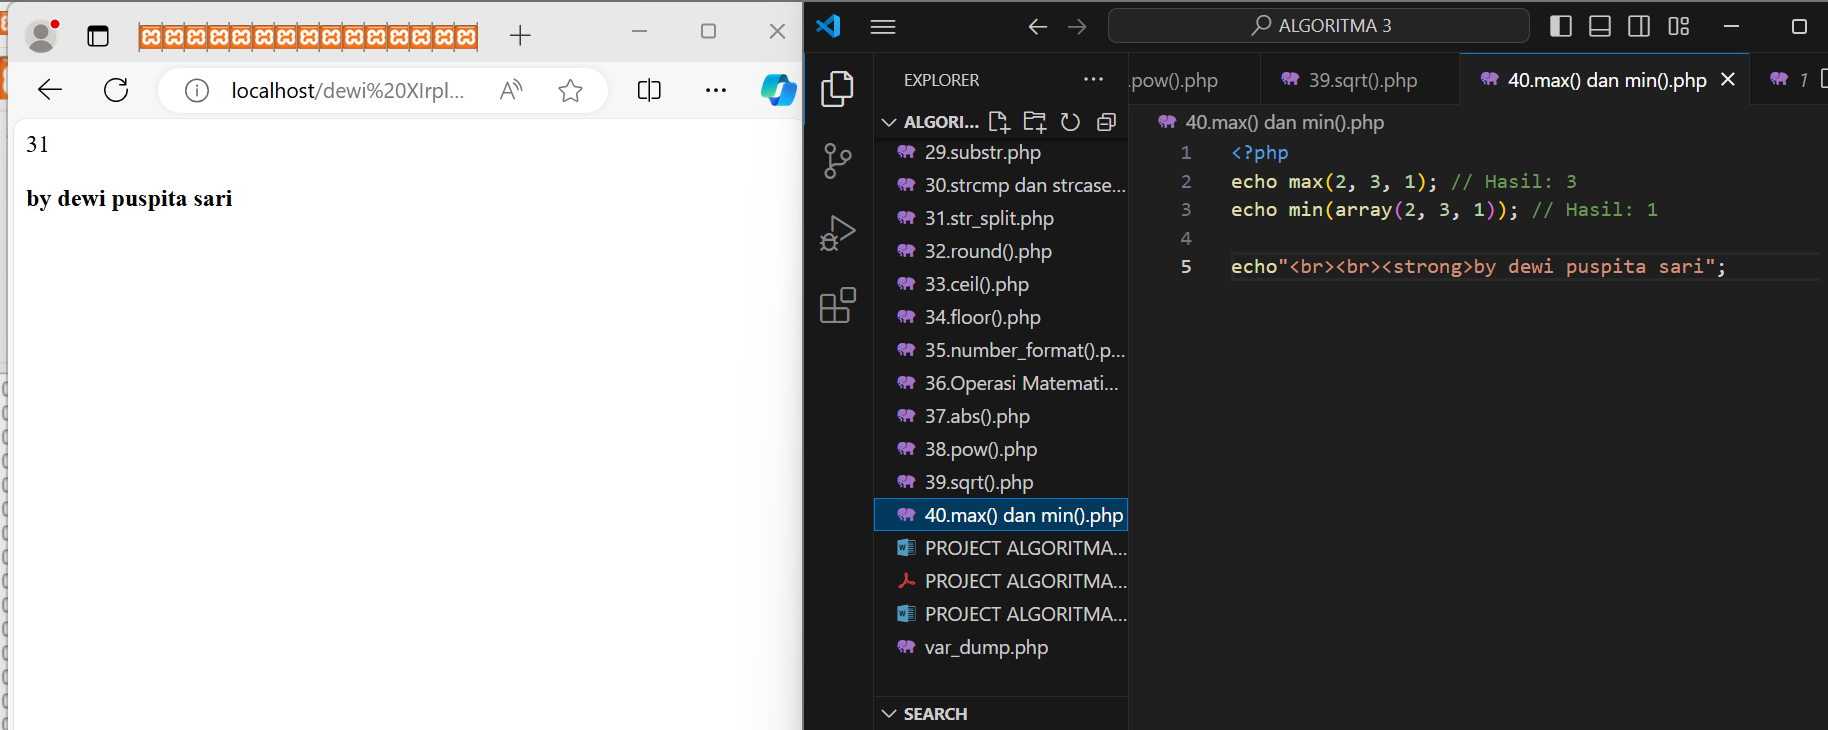 localhost/dewi%20XIrpl...
31
by dewi puspita sari
ALGORITMA 3
EXPLORER
ALGORI...
29.substr.php
30.strcmp dan strcase...
31.str_split.php
32.round().php
33.ceil().php
34.floor().php
35.number_format().p...
36.Operasi Matemati...
37.abs().php
38.pow().php
39.sqrt().php
40.max() dan min().php
PROJECT ALGORITMA...
PROJECT ALGORITMA...
PROJECT ALGORITMA...
var_dump.php
SEARCH
.pow().php
39.sqrt().php
40.max() dan min().php
1
40.max() dan min().php
1 <?php
2 echo max(2, 3, 1); // Hasil: 3
3 echo min(array(2, 3, 1)); // Hasil: 1
4
5 echo"<br><br><strong>by dewi puspita sari";